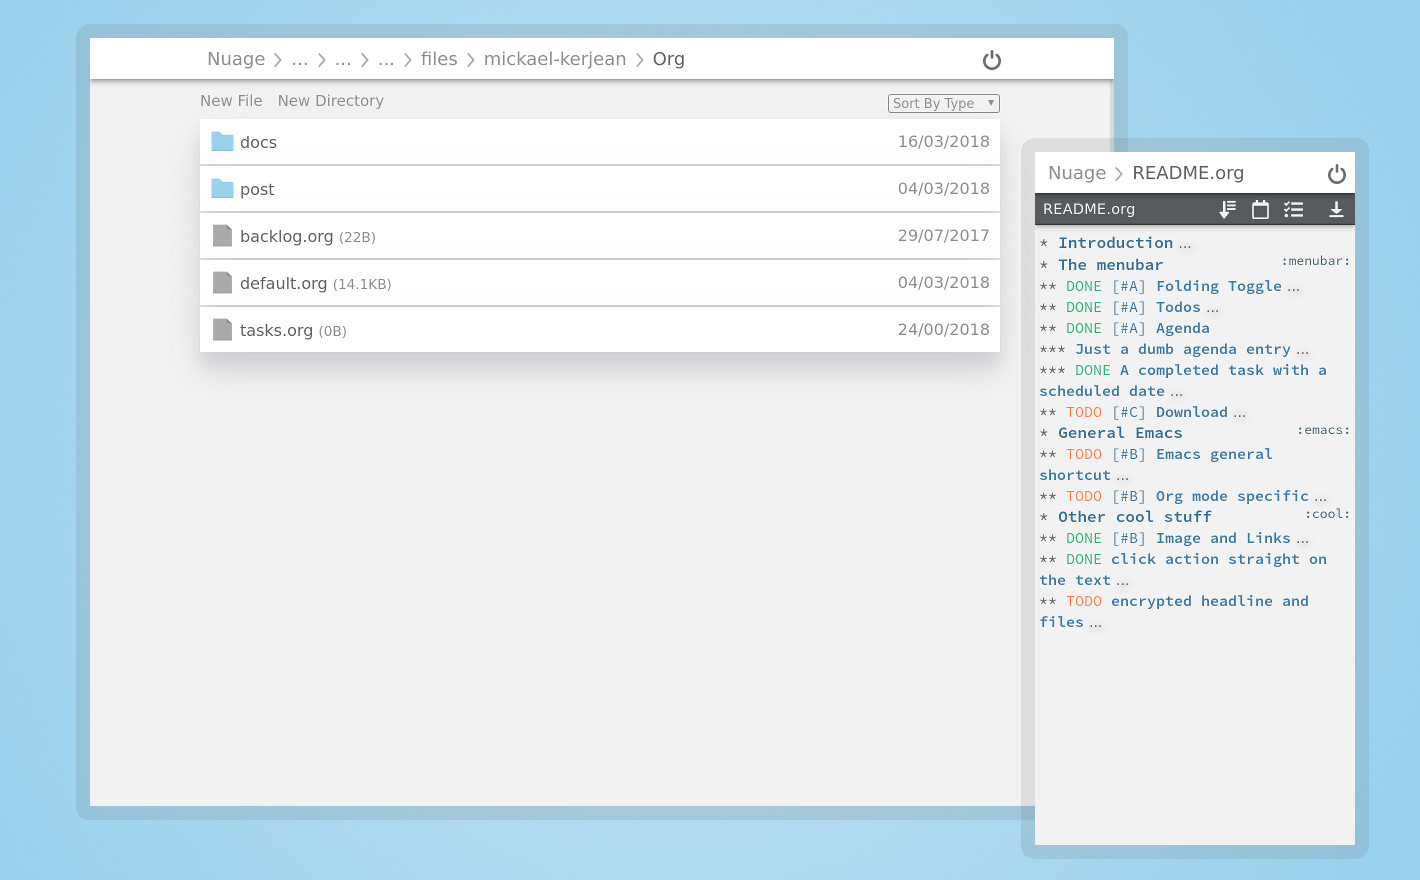 Nuage > ... > ... > ... > files > mickael-kerjean > Org
New File New Directory Sort By Type
docs 16/03/2018
post 04/03/2018
backlog.org (22B) 29/07/2017
default.org (14.1KB) 04/03/2018
tasks.org (0B) 24/00/2018
Nuage > README.org
README.org
* Introduction ...
* The menubar :menubar:
** DONE [#A] Folding Toggle ...
** DONE [#A] Todos ...
** DONE [#A] Agenda
*** Just a dumb agenda entry ...
*** DONE A completed task with a
scheduled date ...
** TODO [#C] Download ...
* General Emacs :emacs:
** TODO [#B] Emacs general
shortcut ...
** TODO [#B] Org mode specific ...
* Other cool stuff :cool:
** DONE [#B] Image and Links ...
** DONE click action straight on
the text ...
** TODO encrypted headline and
files ...